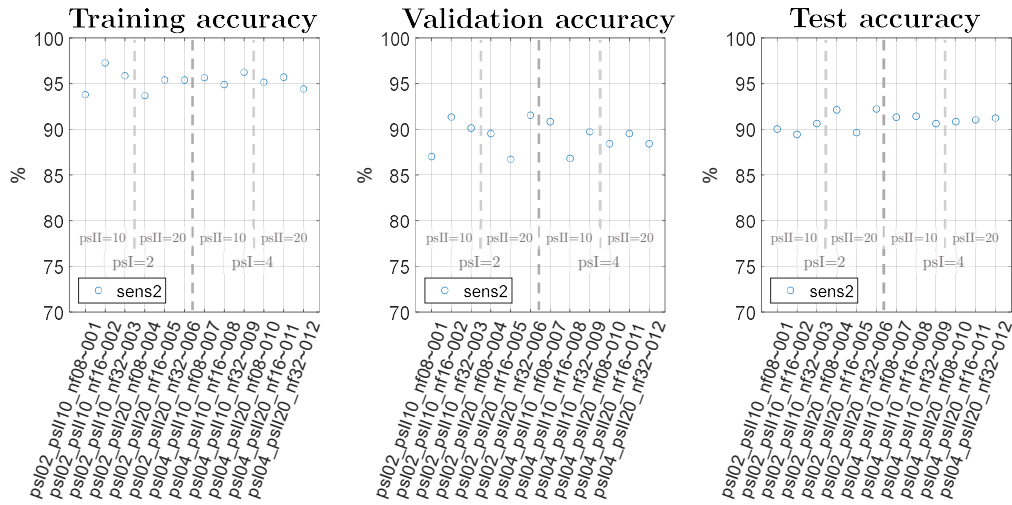 Training accuracy
100
95
90
85
80
75
70
%
psII=10
psII=20
psII=10
psII=20
psI=2
psI=4
sens2
psI02_psII10_nf08~001
psI02_psII10_nf16~002
psI02_psII10_nf32~003
psI02_psII20_nf08~004
psI02_psII20_nf16~005
psI02_psII20_nf32~006
psI04_psII10_nf08~007
psI04_psII10_nf16~008
psI04_psII10_nf32~009
psI04_psII20_nf08~010
psI04_psII20_nf16~011
psI04_psII20_nf32~012
Validation accuracy
100
95
90
85
80
75
70
%
psII=10
psII=20
psII=10
psII=20
psI=2
psI=4
sens2
psI02_psII10_nf08~001
psI02_psII10_nf16~002
psI02_psII10_nf32~003
psI02_psII20_nf08~004
psI02_psII20_nf16~005
psI02_psII20_nf32~006
psI04_psII10_nf08~007
psI04_psII10_nf16~008
psI04_psII10_nf32~009
psI04_psII20_nf08~010
psI04_psII20_nf16~011
psI04_psII20_nf32~012
Test accuracy
100
95
90
85
80
75
70
%
psII=10
psII=20
psII=10
psII=20
psI=2
psI=4
sens2
psI02_psII10_nf08~001
psI02_psII10_nf16~002
psI02_psII10_nf32~003
psI02_psII20_nf08~004
psI02_psII20_nf16~005
psI02_psII20_nf32~006
psI04_psII10_nf08~007
psI04_psII10_nf16~008
psI04_psII10_nf32~009
psI04_psII20_nf08~010
psI04_psII20_nf16~011
psI04_psII20_nf32~012